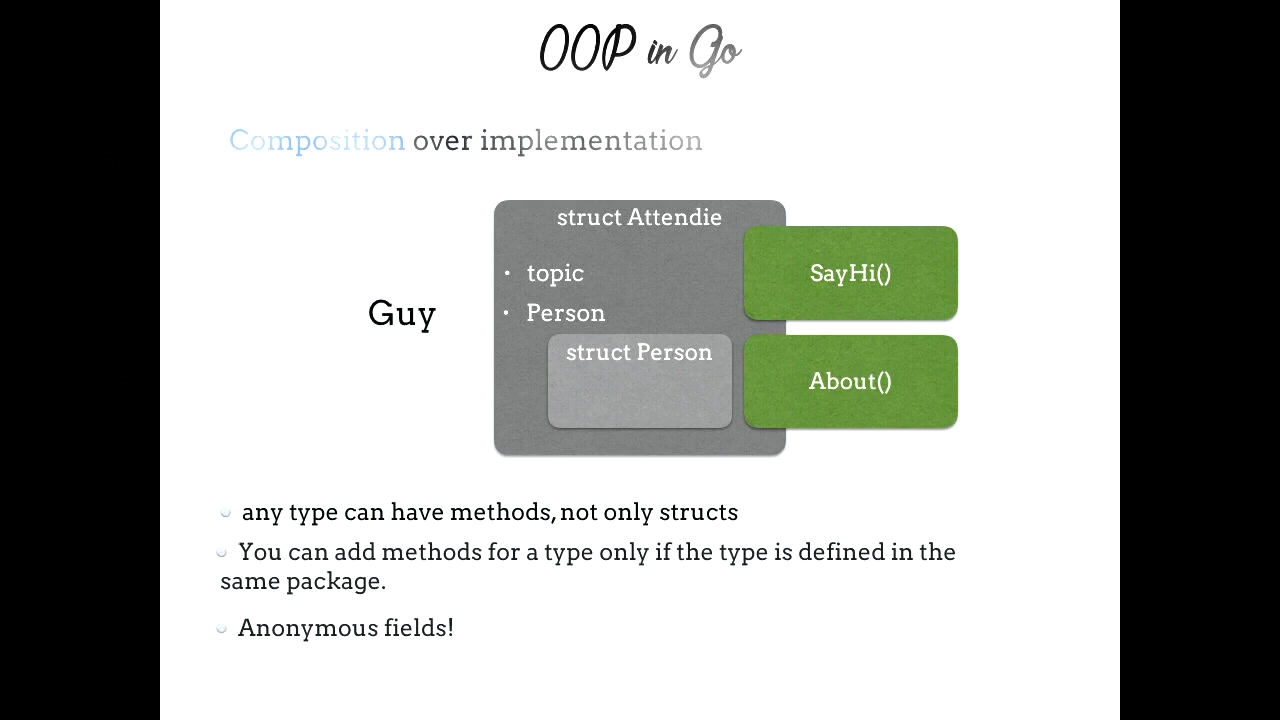 OOP in Go
Composition over implementation
struct Attendie
• topic
• Person
struct Person
Guy
SayHi()
About()
any type can have methods, not only structs
You can add methods for a type only if the type is defined in the
same package.
Anonymous fields!